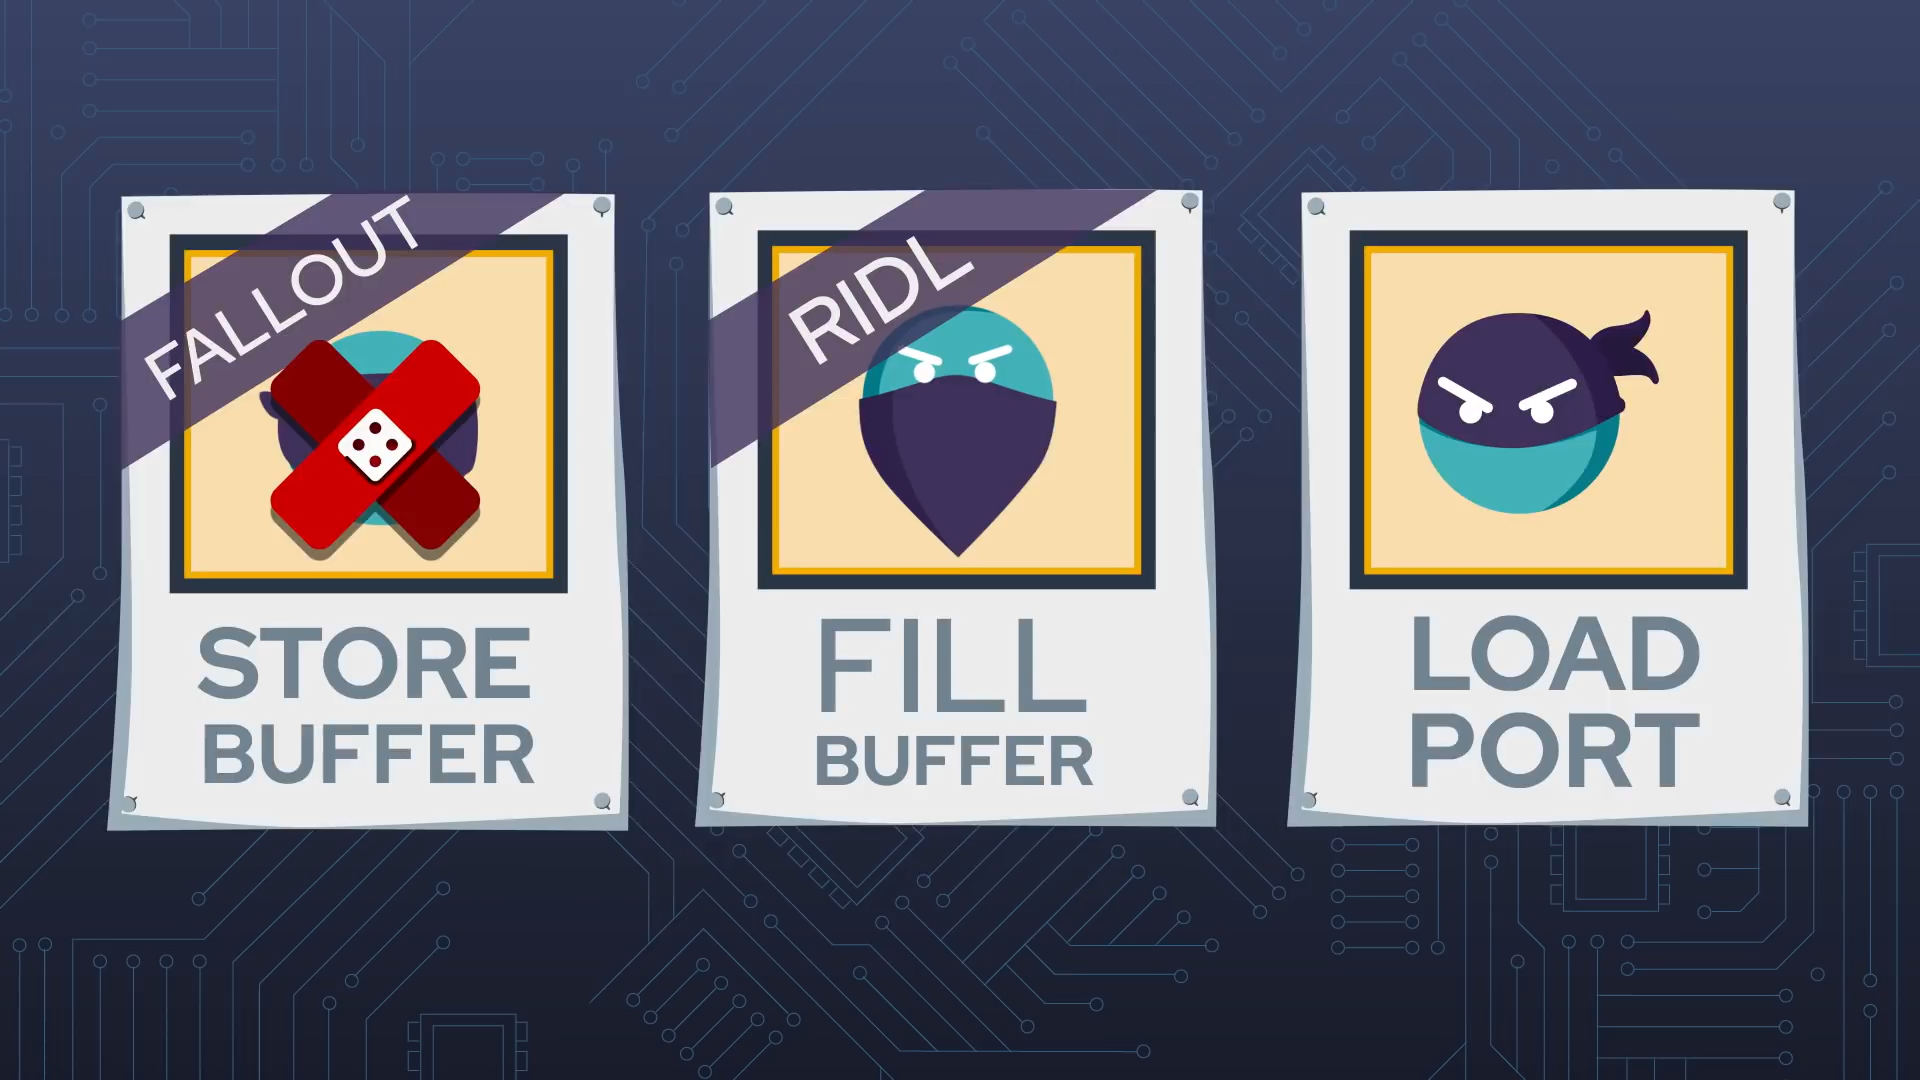 FALLOUT
STORE
BUFFER
RIDL
FILL
BUFFER
LOAD
PORT